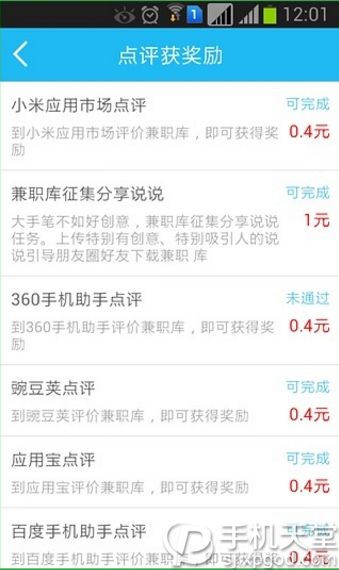 1
12:01
点评获奖励
小米应用市场点评
可完成
到小米应用市场评价兼职库,即可获得奖
励
0.4元
兼职库征集分享说说
可完成
大手笔不如好创意,兼职库征集分享说说
任务。上传特别有创意、特别吸引人的说
说引导朋友圈好友下载兼职 库
1元
360手机助手点评
未通过
到360手机助手评价兼职库,即可获得奖
励
0.4元
豌豆荚点评
可完成
到豌豆荚评价兼职库,即可获得奖励
0.4元
应用宝点评
可完成
到应用宝评价兼职库,即可获得奖励
0.4元
百度手机助手点评
可完成
到百度手机助手评价兼职库,即可获得奖
0.4元
手机天堂
sjxpgod.com